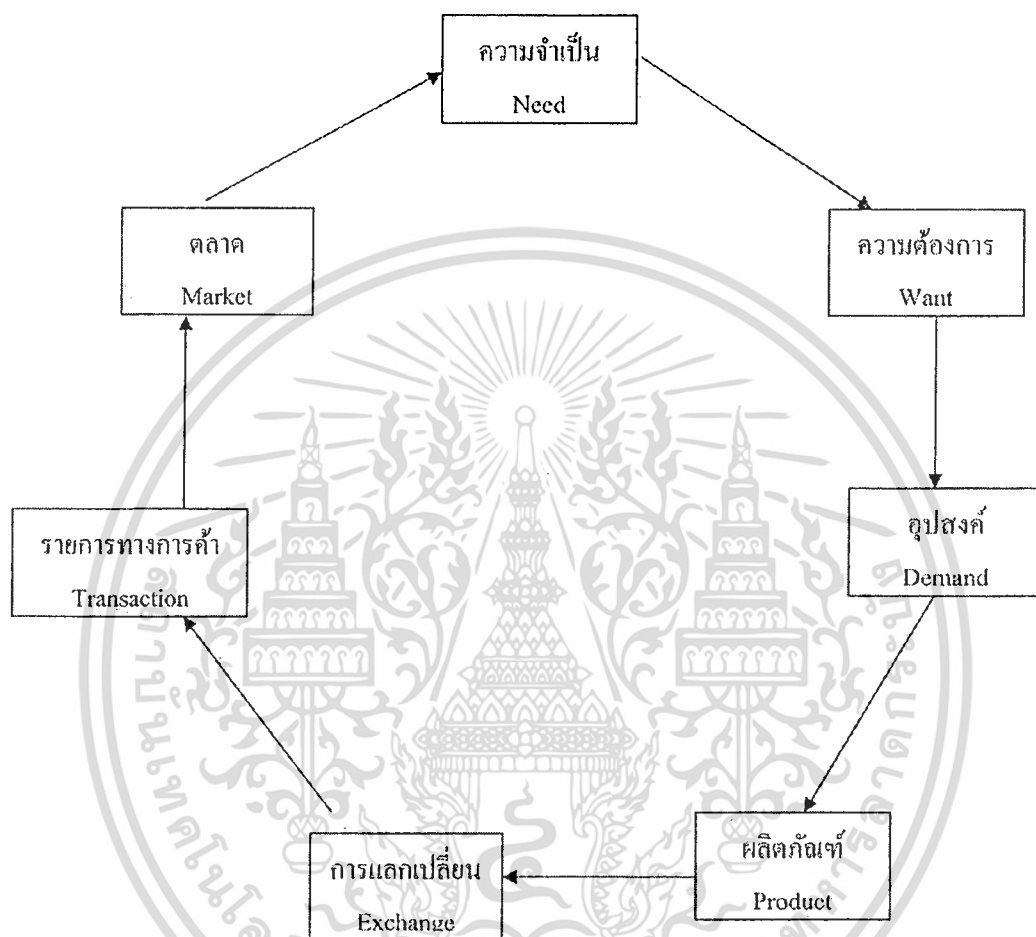 ความจำเป็น
Need
ความต้องการ
Want
อุปสงค์
Demand
ผลิตภัณฑ์
Product
การแลกเปลี่ยน
Exchange
รายการทางการค้า
Transaction
ตลาด
Market